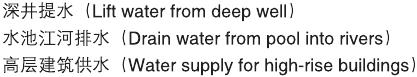 深井提水（Lift water from deep well）
水池江河排水（Drain water from pool into rivers）
高层建筑供水（Water supply for high-rise buildings）